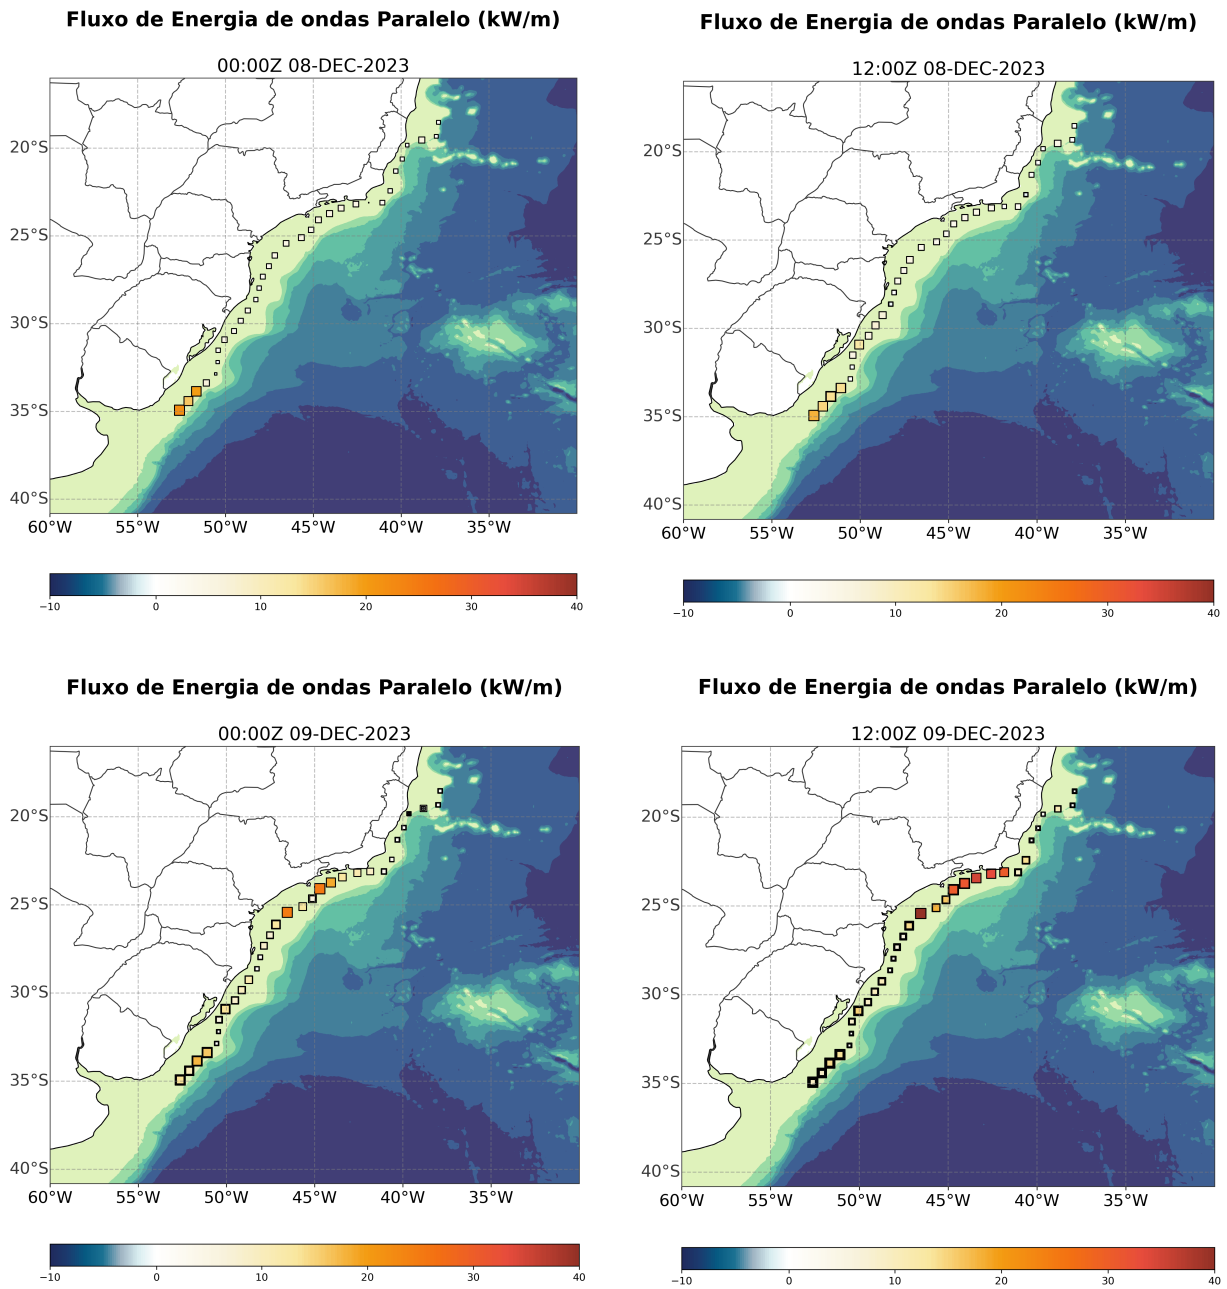 Fluxo de Energia de ondas Paralelo (kW/m)
00:00Z 08-DEC-2023
20°S
25°S
30°S
35°S
40°S
60°W 55°W 50°W 45°W 40°W 35°W
−10 0 10 20 30 40
Fluxo de Energia de ondas Paralelo (kW/m)
12:00Z 08-DEC-2023
20°S
25°S
30°S
35°S
40°S
60°W 55°W 50°W 45°W 40°W 35°W
−10 0 10 20 30 40
Fluxo de Energia de ondas Paralelo (kW/m)
00:00Z 09-DEC-2023
20°S
25°S
30°S
35°S
40°S
60°W 55°W 50°W 45°W 40°W 35°W
−10 0 10 20 30 40
Fluxo de Energia de ondas Paralelo (kW/m)
12:00Z 09-DEC-2023
20°S
25°S
30°S
35°S
40°S
60°W 55°W 50°W 45°W 40°W 35°W
−10 0 10 20 30 40